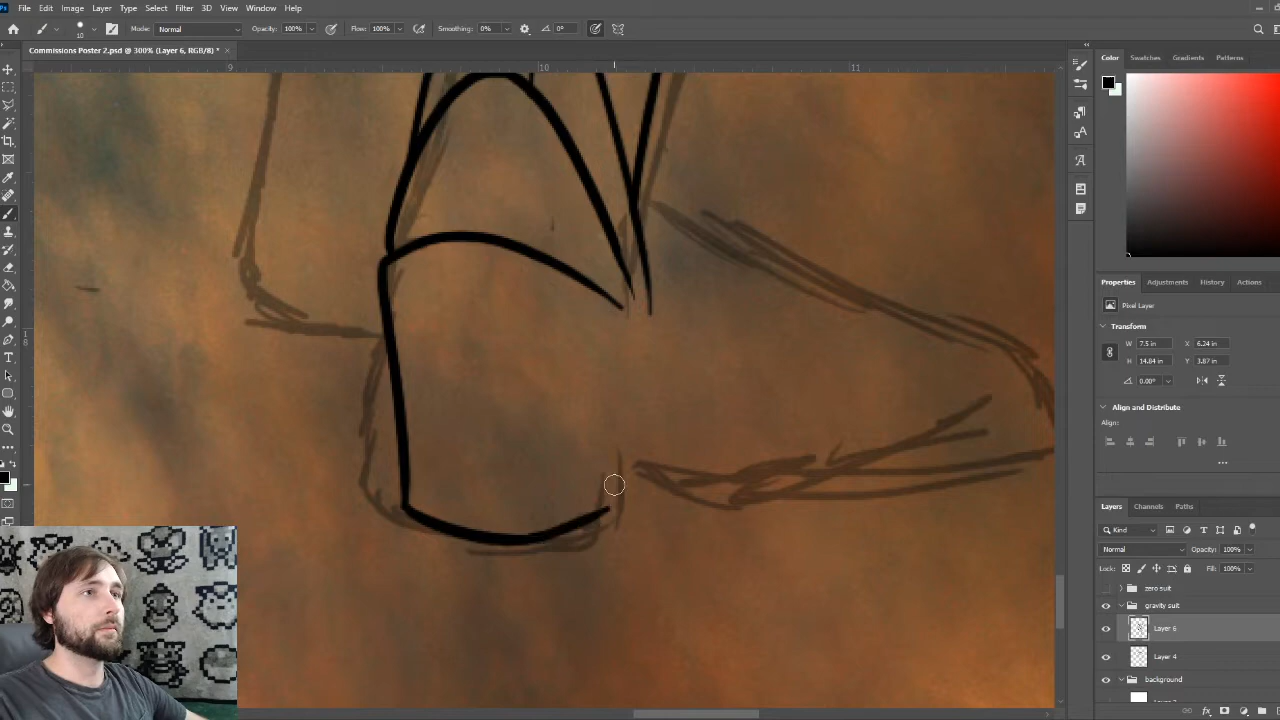 File Edit Image Layer Type Select Filter 3D View Window Help
10 Mode: Normal Opacity: 100% Flow: 100% Smoothing: 0% 0°
Commissions Poster 2.psd @ 300% (Layer 6, RGB/8) * ×
9 10 11
18
Color Swatches Gradients Patterns
Properties Adjustments History Actions
Pixel Layer
Transform
W 7.5 in X 6.24 in
H 14.84 in Y 3.87 in
0.00°
Align and Distribute
Align:
Layers Channels Paths
Kind
Normal Opacity: 100%
Lock: Fill: 100%
zero suit
gravity suit
Layer 6
Layer 4
background